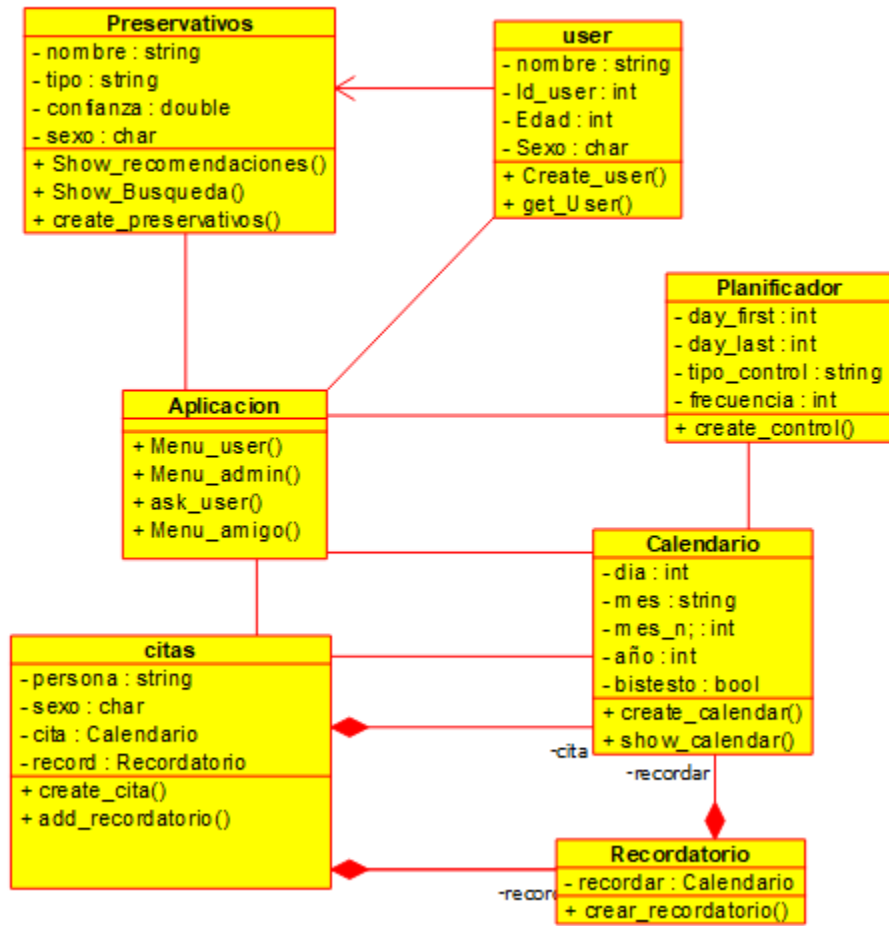 Preservativos
- nombre : string
- tipo : string
- confianza : double
- sexo : char
+ Show_recomendaciones()
+ Show_Busqueda()
+ create_preservativos()
user
- nombre : string
- Id_user : int
- Edad : int
- Sexo : char
+ Create_user()
+ get_User()
Planificador
- day_first : int
- day_last : int
- tipo_control : string
- frecuencia : int
+ create_control()
Aplicacion
+ Menu_user()
+ Menu_admin()
+ ask_user()
+ Menu_amigo()
Calendario
- dia : int
- mes : string
- mes_n; : int
- año : int
- bistesto : bool
+ create_calendar()
+ show_calendar()
citas
- persona : string
- sexo : char
- cita : Calendario
- record : Recordatorio
+ create_cita()
+ add_recordatorio()
-cita
-recordar
Recordatorio
- recordar : Calendario
+ crear_recordatorio()
-record